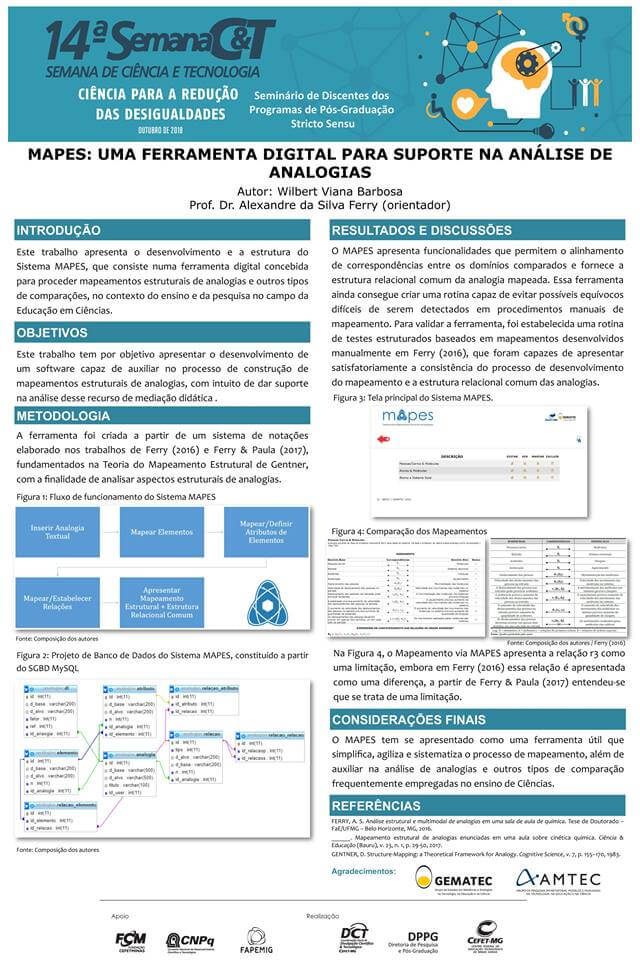 14ª SemanaC&T
SEMANA DE CIÊNCIA E TECNOLOGIA
CIÊNCIA PARA A REDUÇÃO
DAS DESIGUALDADES
OUTUBRO DE 2018
Seminário de Discentes dos
Programas de Pós-Graduação
Stricto Sensu
MAPES: UMA FERRAMENTA DIGITAL PARA SUPORTE NA ANÁLISE DE
ANALOGIAS
Autor: Wilbert Viana Barbosa
Prof. Dr. Alexandre da Silva Ferry (orientador)
INTRODUÇÃO
Este trabalho apresenta o desenvolvimento e a estrutura do
Sistema MAPES, que consiste numa ferramenta digital concebida
para proceder mapeamentos estruturais de analogias e outros tipos
de comparações, no contexto do ensino e da pesquisa no campo da
Educação em Ciências.
OBJETIVOS
Este trabalho tem por objetivo apresentar o desenvolvimento de
um software capaz de auxiliar no processo de construção de
mapeamentos estruturais de analogias, com intuito de dar suporte
na análise desse recurso de mediação didática .
METODOLOGIA
A ferramenta foi criada a partir de um sistema de notações
elaborado nos trabalhos de Ferry (2016) e Ferry & Paula (2017),
fundamentados na Teoria do Mapeamento Estrutural de Gentner,
com a finalidade de analisar aspectos estruturais de analogias.
Figura 1: Fluxo de funcionamento do Sistema MAPES
Inserir Analogia
Textual
Mapear Elementos
Mapear/Definir
Atributos de
Elementos
Mapear/Estabelecer
Relações
Apresentar
Mapeamento
Estrutural + Estrutura
Relacional Comum
Fonte: Composição dos autores
Figura 2: Projeto de Banco de Dados do Sistema MAPES, constituído a partir
do SGBD MySQL
id int(11)
d_base varchar(200)
d_alvo varchar(200)
fator int(11)
ref int(11)
id_analogia int(11)
elemento
id int(11)
d_base varchar(200)
d_alvo varchar(200)
n int(11)
id_analogia int(11)
relacao_elemento
id int(11)
id_elemento int(11)
id_relacao int(11)
atributo
id int(11)
d_base varchar(200)
d_alvo varchar(200)
n int(11)
id_analogia int(11)
id_elemento int(11)
analogia
id int(11)
d_base varchar(500)
d_alvo varchar(500)
titulo varchar(100)
id_user int(11)
relacao_atributo
id int(11)
id_atributo int(11)
id_relacao int(11)
relacao
id int(11)
tipo int(11)
d_alvo
d_base
n int(11)
id_analogia int(11)
relacao_relacao
id int(11)
Fonte: Composição dos autores
RESULTADOS E DISCUSSÕES
O MAPES apresenta funcionalidades que permitem o alinhamento
de correspondências entre os domínios comparados e fornece a
estrutura relacional comum da analogia mapeada. Essa ferramenta
ainda consegue criar uma rotina capaz de evitar possíveis equívocos
difíceis de serem detectados em procedimentos manuais de
mapeamento. Para validar a ferramenta, foi estabelecida uma rotina
de testes estruturados baseados em mapeamentos desenvolvidos
manualmente em Ferry (2016), que foram capazes de apresentar
satisfatoriamente a consistência do processo de desenvolvimento
do mapeamento e a estrutura relacional comum das analogias.
Figura 3: Tela principal do Sistema MAPES.
mapes
DESCRIÇÃO EDITAR VER MAPEAR EXCLUIR
Figura 4: Comparação dos Mapeamentos
Fonte: Composição dos autores / Ferry (2016)
Na Figura 4, o Mapeamento via MAPES apresenta a relação r3 como
uma limitação, embora em Ferry (2016) essa relação é apresentada
como uma diferença, a partir de Ferry & Paula (2017) entendeu-se
que se trata de uma limitação.
CONSIDERAÇÕES FINAIS
O MAPES tem se apresentado como uma ferramenta útil que
simplifica, agiliza e sistematiza o processo de mapeamento, além de
auxiliar na análise de analogias e outros tipos de comparação
frequentemente empregadas no ensino de Ciências.
REFERÊNCIAS
FERRY, A. S. Análise estrutural e multimodal de analogias em uma sala de aula de química. Tese de Doutorado –
FaE/UFMG – Belo Horizonte, MG, 2016.
______. Mapeamento estrutural de analogias enunciadas em uma aula sobre cinética química. Ciência &
Educação (Bauru), v. 23, n. 1, p. 29-50, 2017.
GENTNER, D. Structure-Mapping: a Theoretical Framework for Analogy. Cognitive Science, v. 7, p. 155–170, 1983.
Agradecimentos:
GEMATEC
AMTEC
Apoio
Realização
FCM
FUNDAÇÃO
CEFETMINAS
CNPq
FAPEMIG
DCT
DPPG
Diretoria de Pesquisa
e Pós-Graduação
CEFET-MG